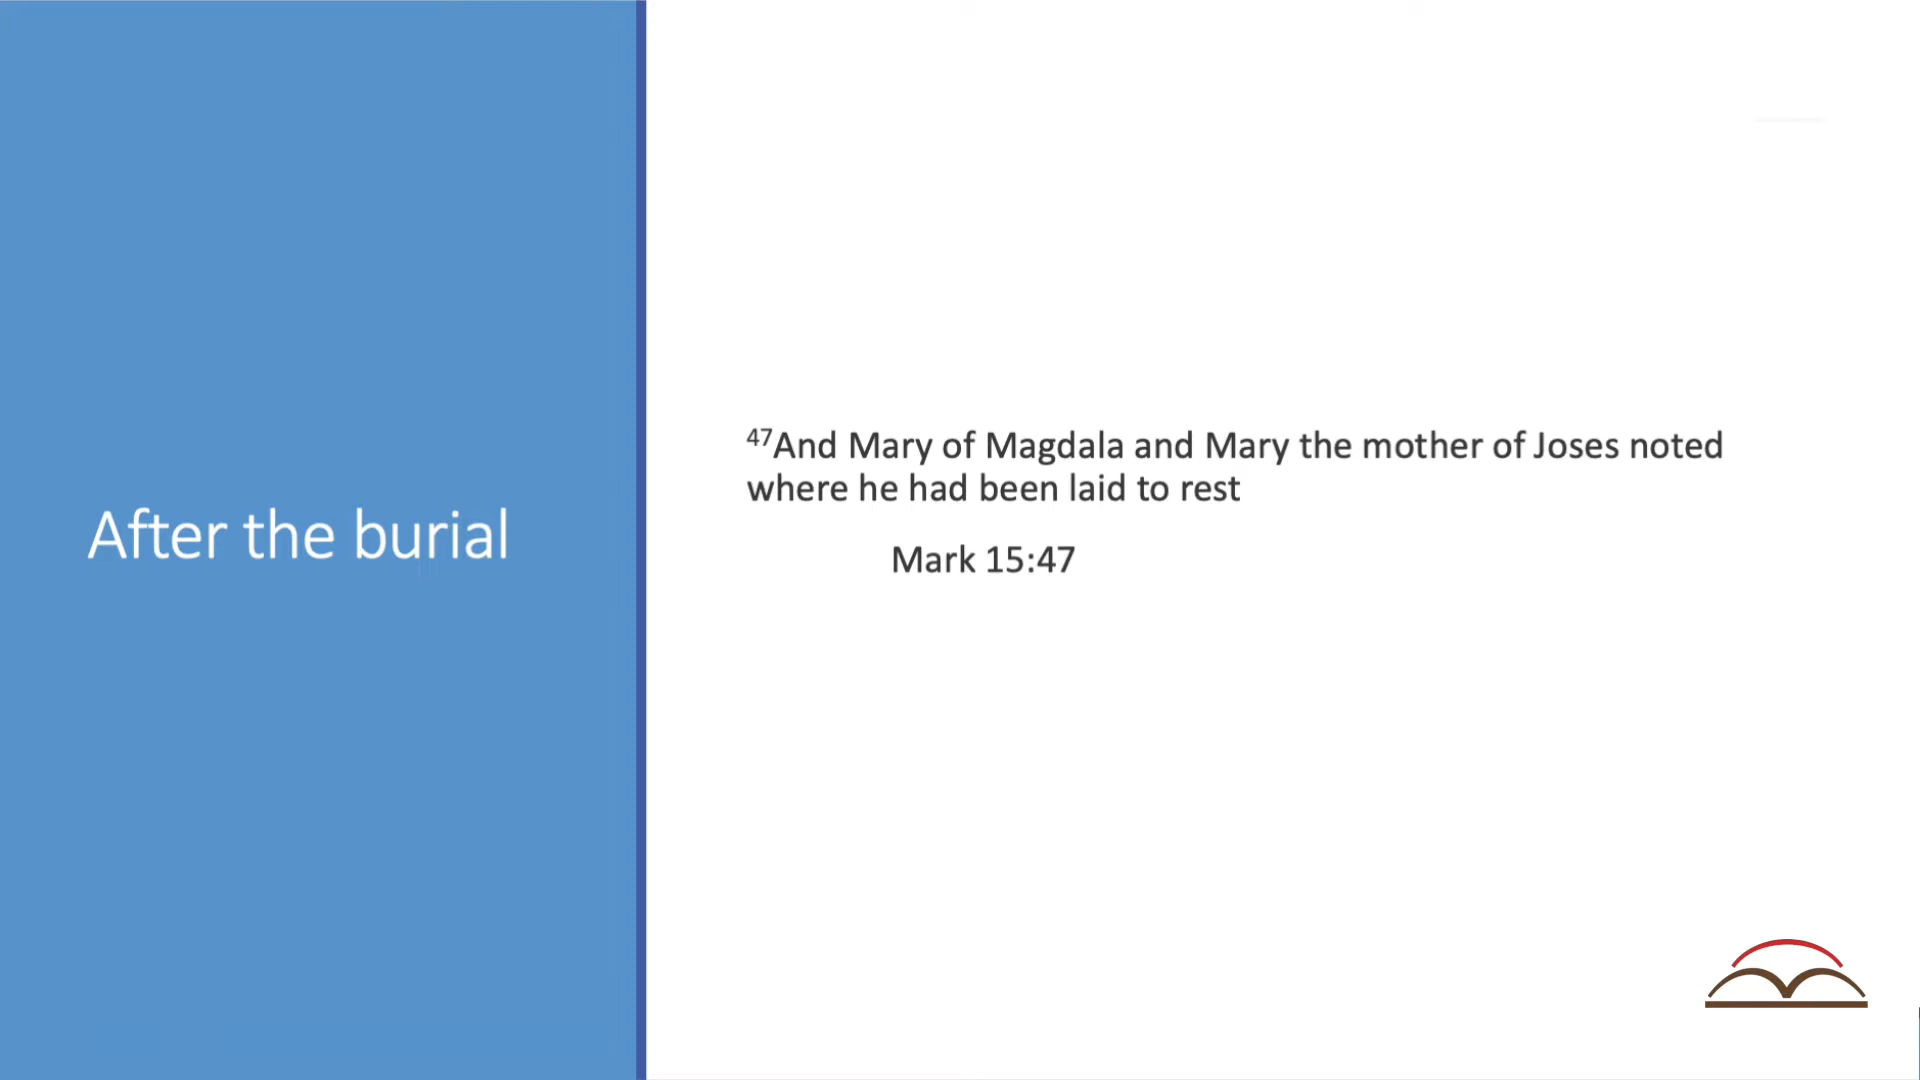 After the burial
47And Mary of Magdala and Mary the mother of Joses noted
where he had been laid to rest
Mark 15:47